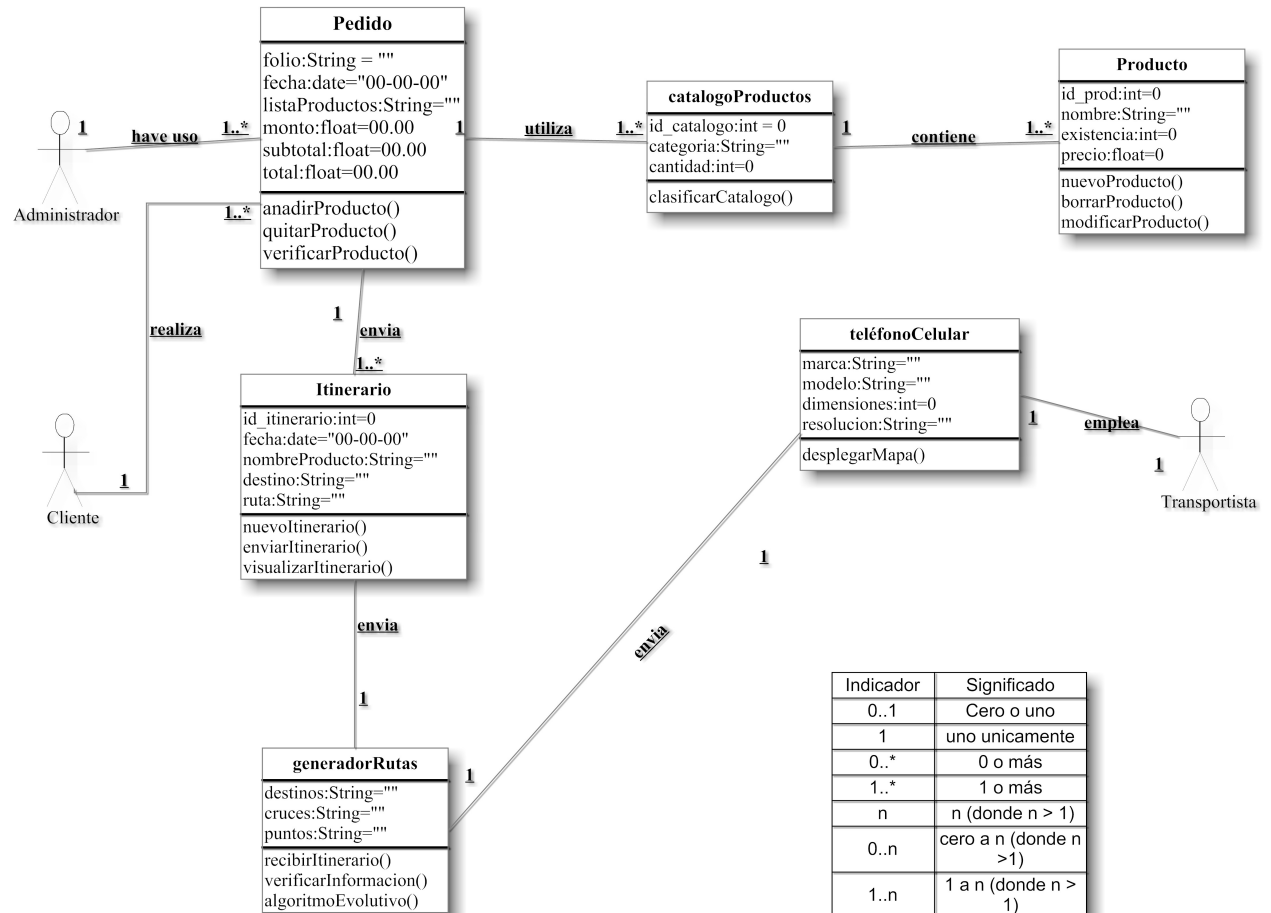 Pedido
folio:String = ""
fecha:date="00-00-00"
listaProductos:String=""
monto:float=00.00
subtotal:float=00.00
total:float=00.00
anadirProducto()
quitarProducto()
verificarProducto()
catalogoProductos
id_catalogo:int = 0
categoria:String=""
cantidad:int=0
clasificarCatalogo()
Producto
id_prod:int=0
nombre:String=""
existencia:int=0
precio:float=0
nuevoProducto()
borrarProducto()
modificarProducto()
1
have uso
1..*
1
utiliza
1..*
1
contiene
1..*
Administrador
1..*
realiza
1
Cliente
1
envia
1..*
Itinerario
id_itinerario:int=0
fecha:date="00-00-00"
nombreProducto:String=""
destino:String=""
ruta:String=""
nuevoItinerario()
enviarItinerario()
visualizarItinerario()
teléfonoCelular
marca:String=""
modelo:String=""
dimensiones:int=0
resolucion:String=""
desplegarMapa()
1
emplea
1
Transportista
1
envia
1
envia
1
generadorRutas
destinos:String=""
cruces:String=""
puntos:String=""
recibirItinerario()
verificarInformacion()
algoritmoEvolutivo()
Indicador Significado
0..1 Cero o uno
1 uno unicamente
0..* 0 o más
1..* 1 o más
n n (donde n > 1)
0..n cero a n (donde n
>1)
1..n 1 a n (donde n >
1)